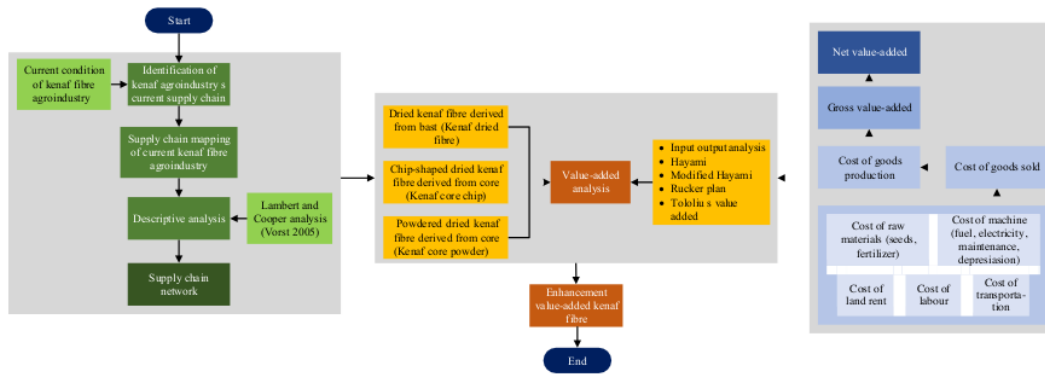 Start
Current condition
of kenaf fibre
agroindustry
Identification of
kenaf agroindustry s
current supply chain
Supply chain mapping
of current kenaf fibre
agroindustry
Descriptive analysis
Lambert and
Cooper analysis
(Vorst 2005)
Supply chain
network
Dried kenaf fibre derived
from bast (Kenaf dried
fibre)
Chip-shaped dried kenaf
fibre derived from core
(Kenaf core chip)
Powdered dried kenaf
fibre derived from core
(Kenaf core powder)
Value-added
analysis
• Input output analysis
• Hayami
• Modified Hayami
• Rucker plan
• Tololiu s value
added
Enhancement
value-added kenaf
fibre
End
Net value-added
Gross value-added
Cost of goods
production
Cost of goods sold
Cost of raw
materials (seeds,
fertilizer)
Cost of machine
(fuel, electricity,
maintenance,
depresiasion)
Cost of
land rent
Cost of
labour
Cost of
transporta-
tion